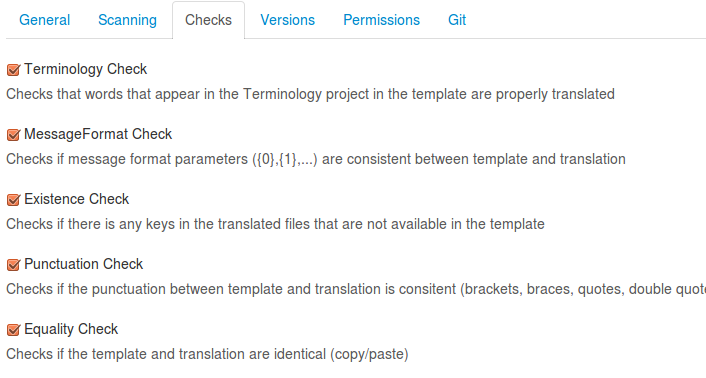 General Scanning Checks Versions Permissions Git
Terminology Check
Checks that words that appear in the Terminology project in the template are properly translated
MessageFormat Check
Checks if message format parameters ({0},{1},...) are consistent between template and translation
Existence Check
Checks if there is any keys in the translated files that are not available in the template
Punctuation Check
Checks if the punctuation between template and translation is consitent (brackets, braces, quotes, double quote
Equality Check
Checks if the template and translation are identical (copy/paste)